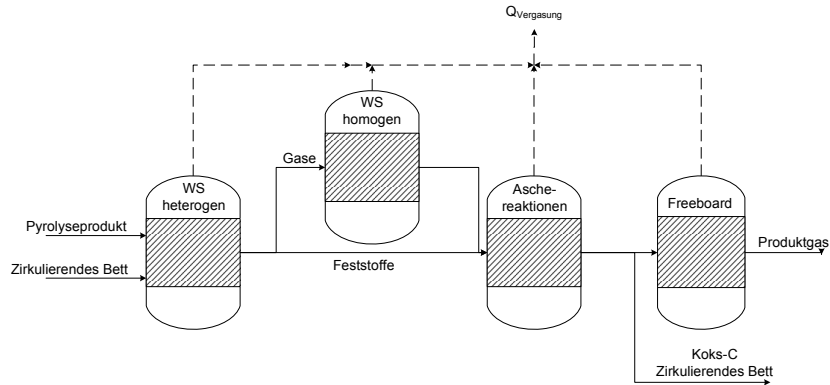 QVergasung
WS
homogen
Gase
WS
heterogen
Asche-
reaktionen
Freeboard
Pyrolyseprodukt
Produktgas
Zirkulierendes Bett
Feststoffe
Koks-C
Zirkulierendes Bett